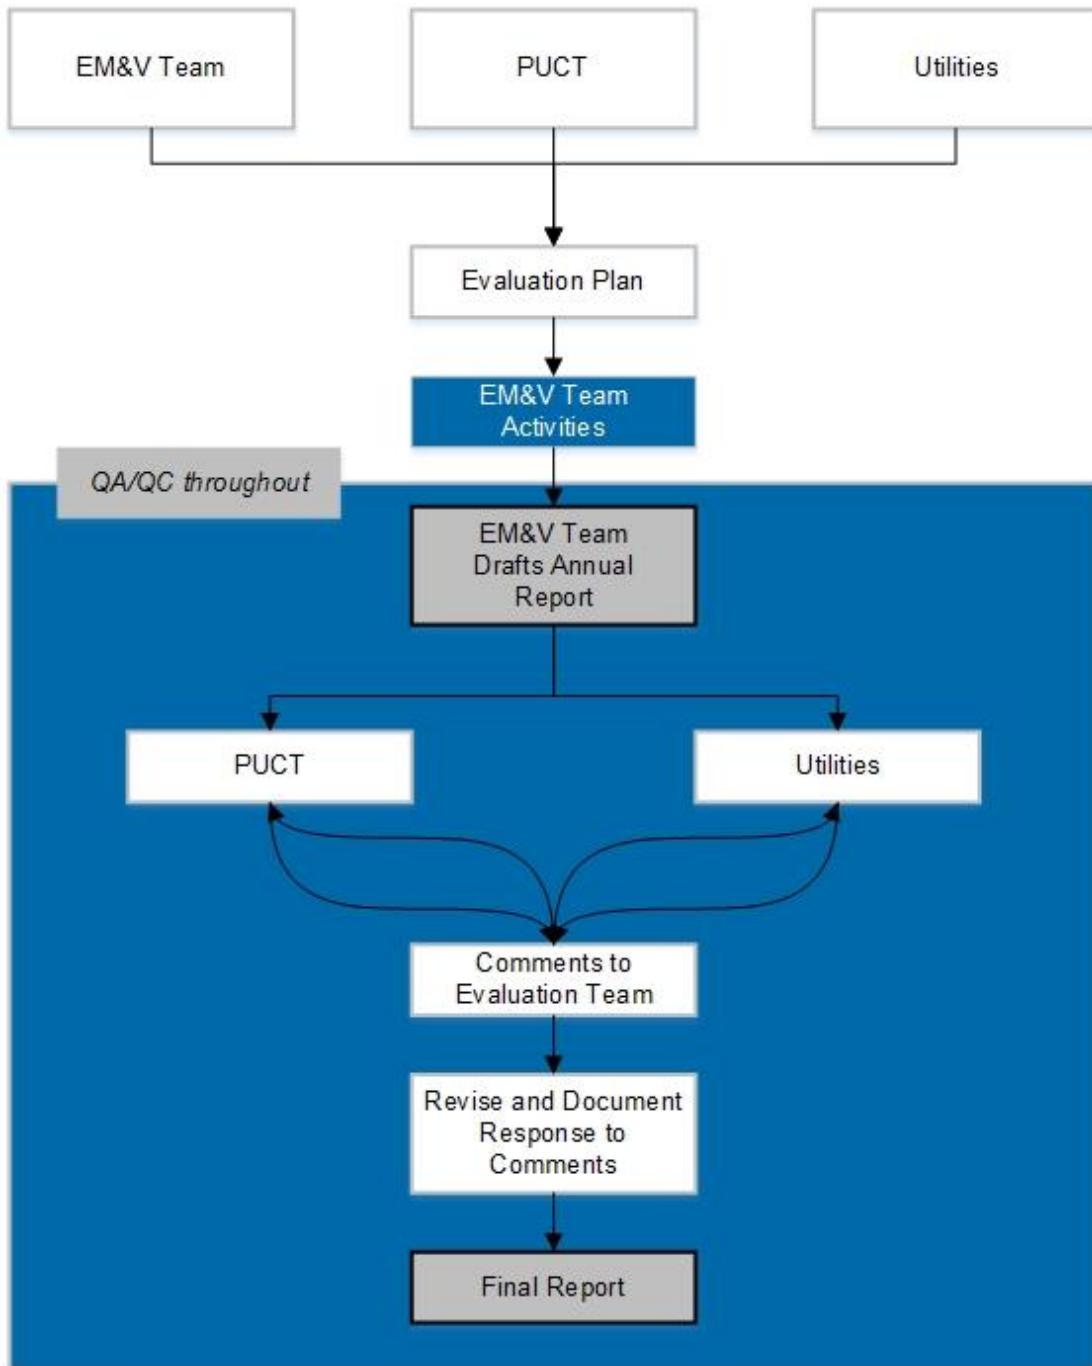 EM&V Team
PUCT
Utilities
Evaluation Plan
EM&V Team
Activities
QA/QC throughout
EM&V Team
Drafts Annual
Report
PUCT
Utilities
Comments to
Evaluation Team
Revise and Document
Response to
Comments
Final Report